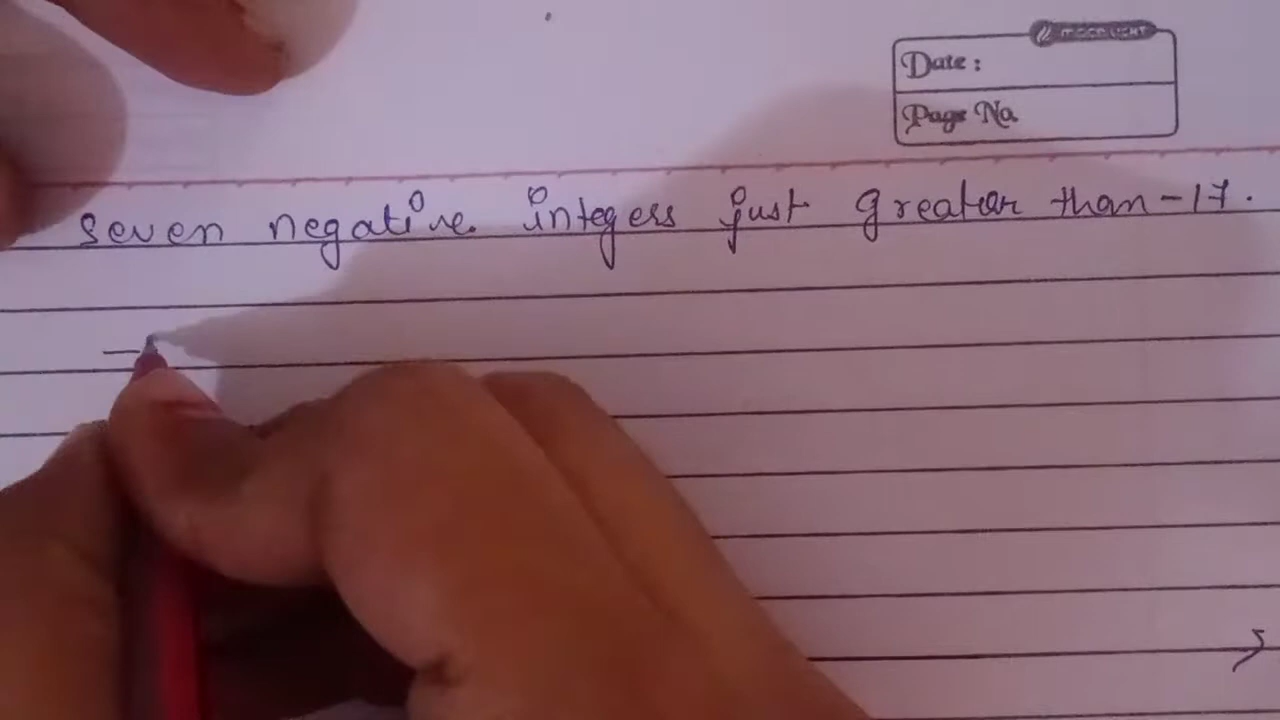 Date :
Page No.
Seven negative integers just greater than -17.
-